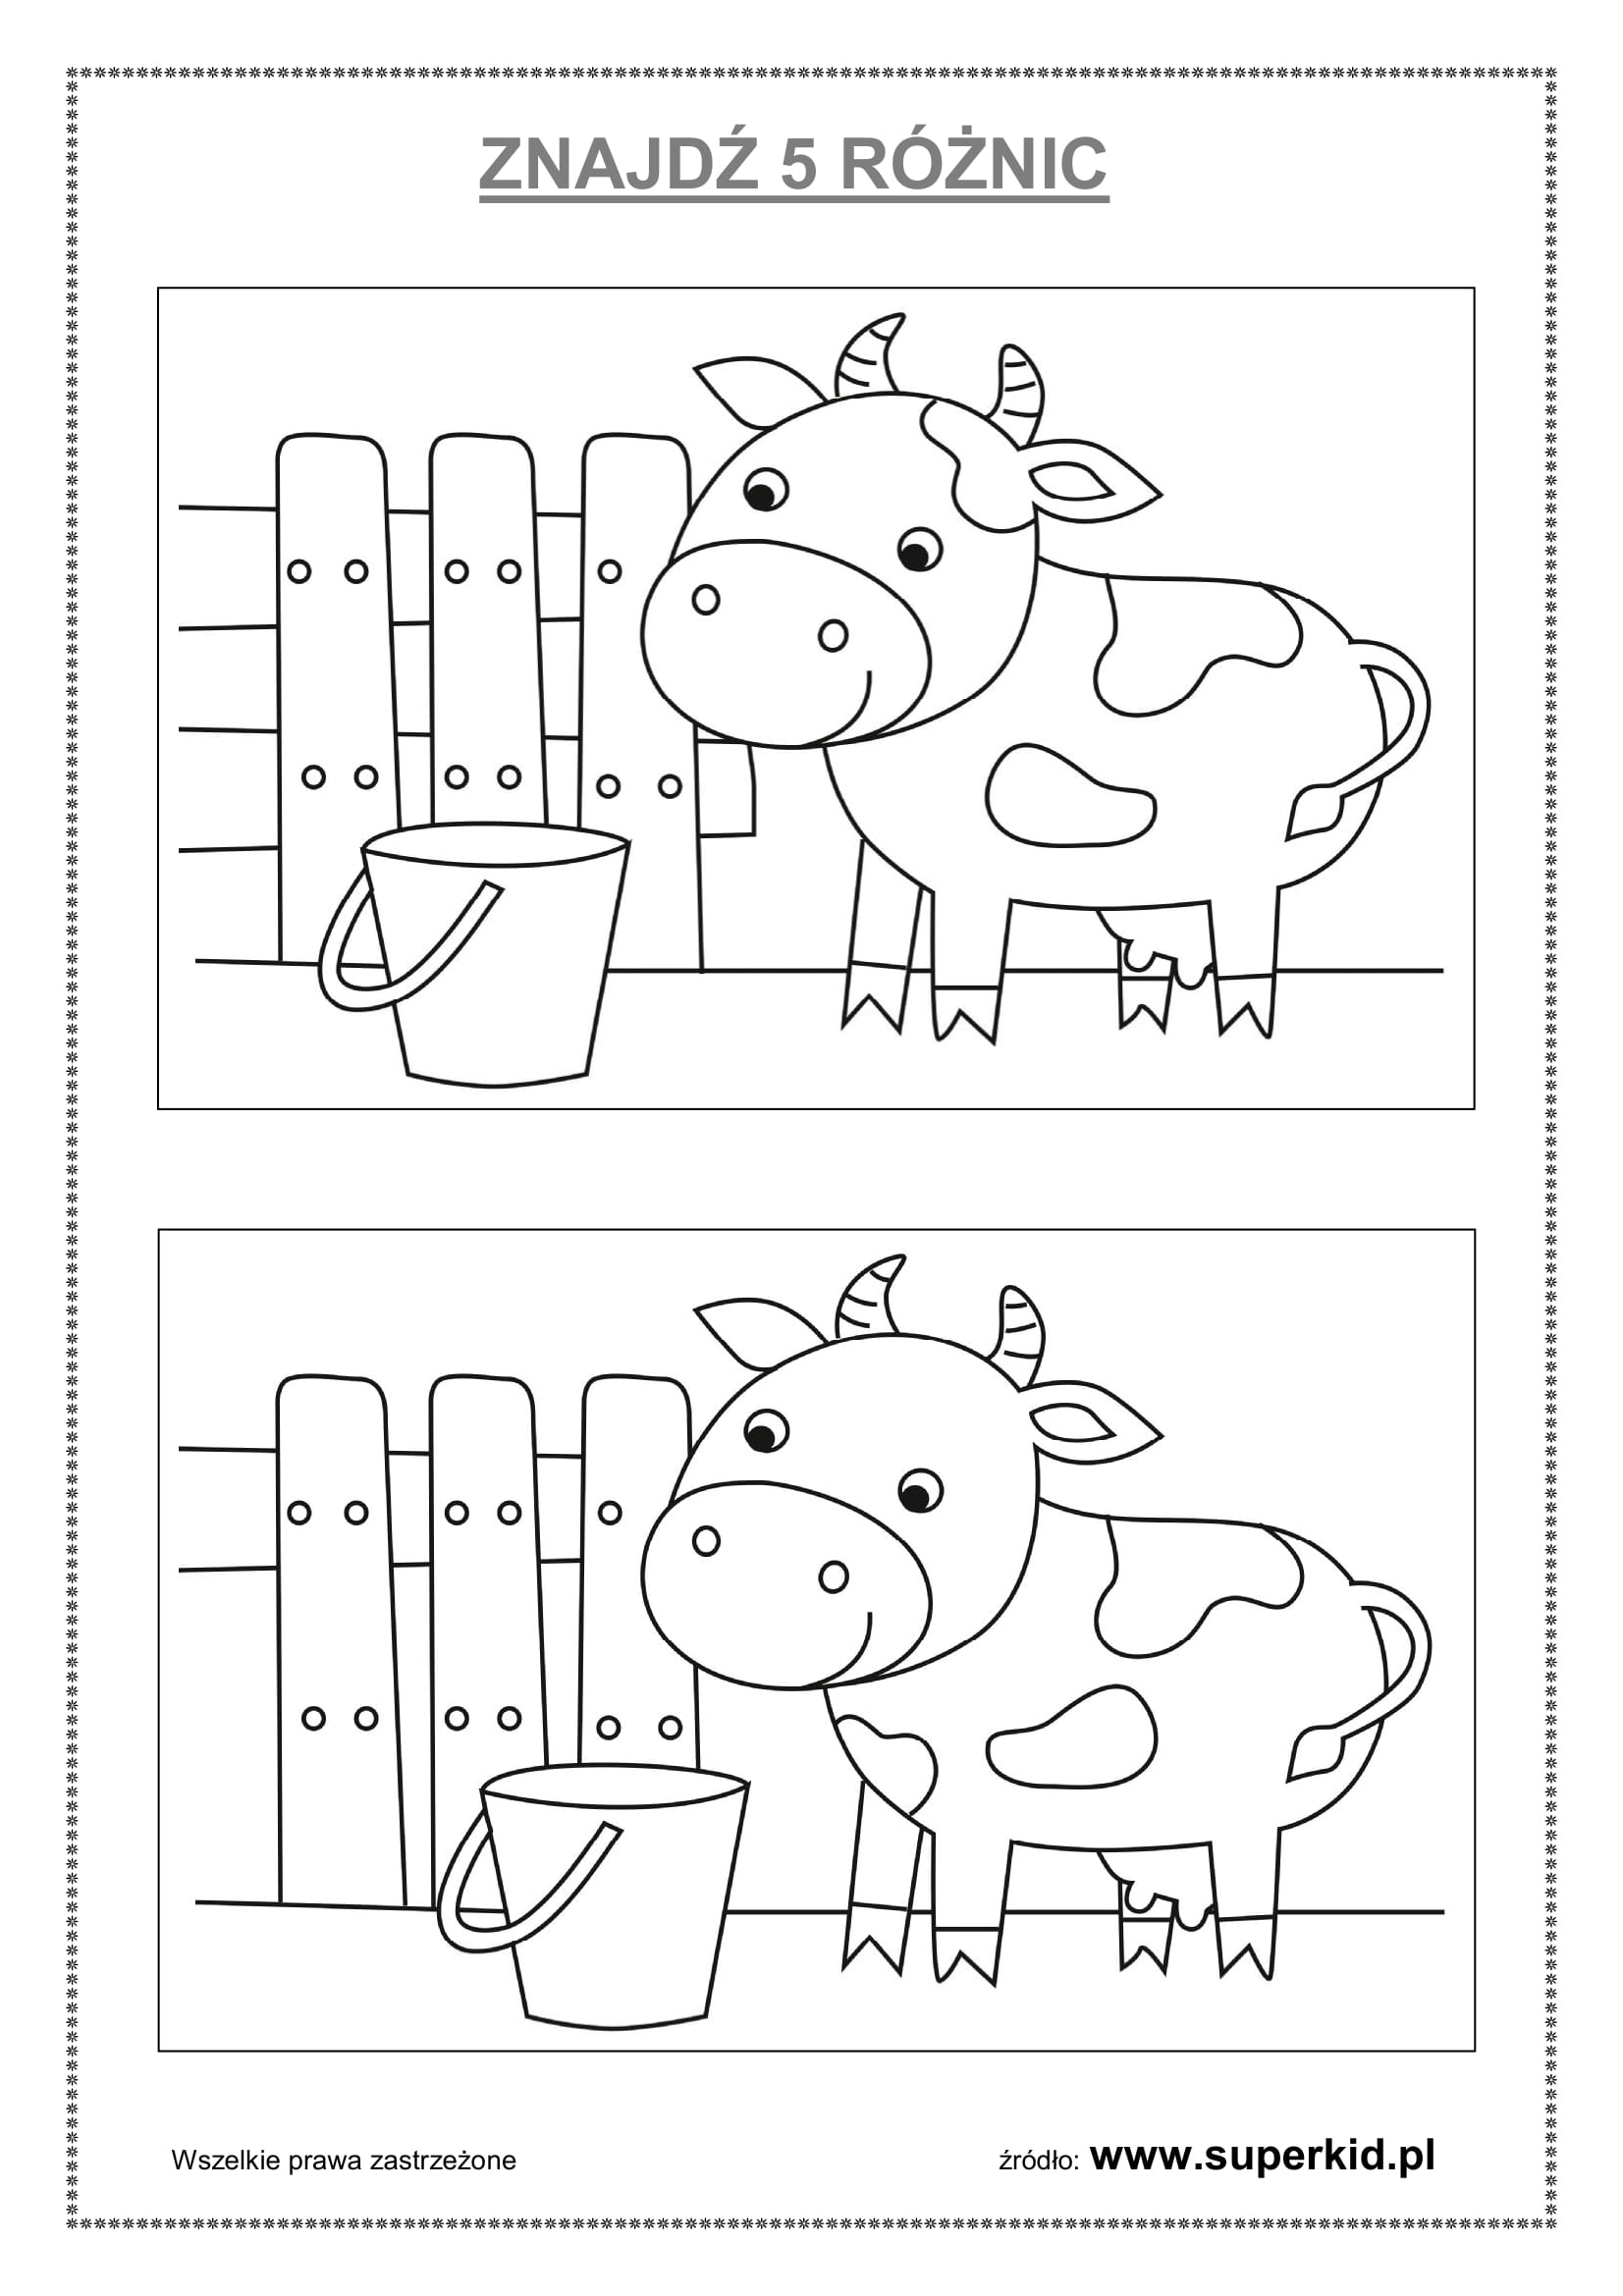 ZNAJDŹ 5 RÓŻNIC
Wszelkie prawa zastrzeżone
źródło: www.superkid.pl